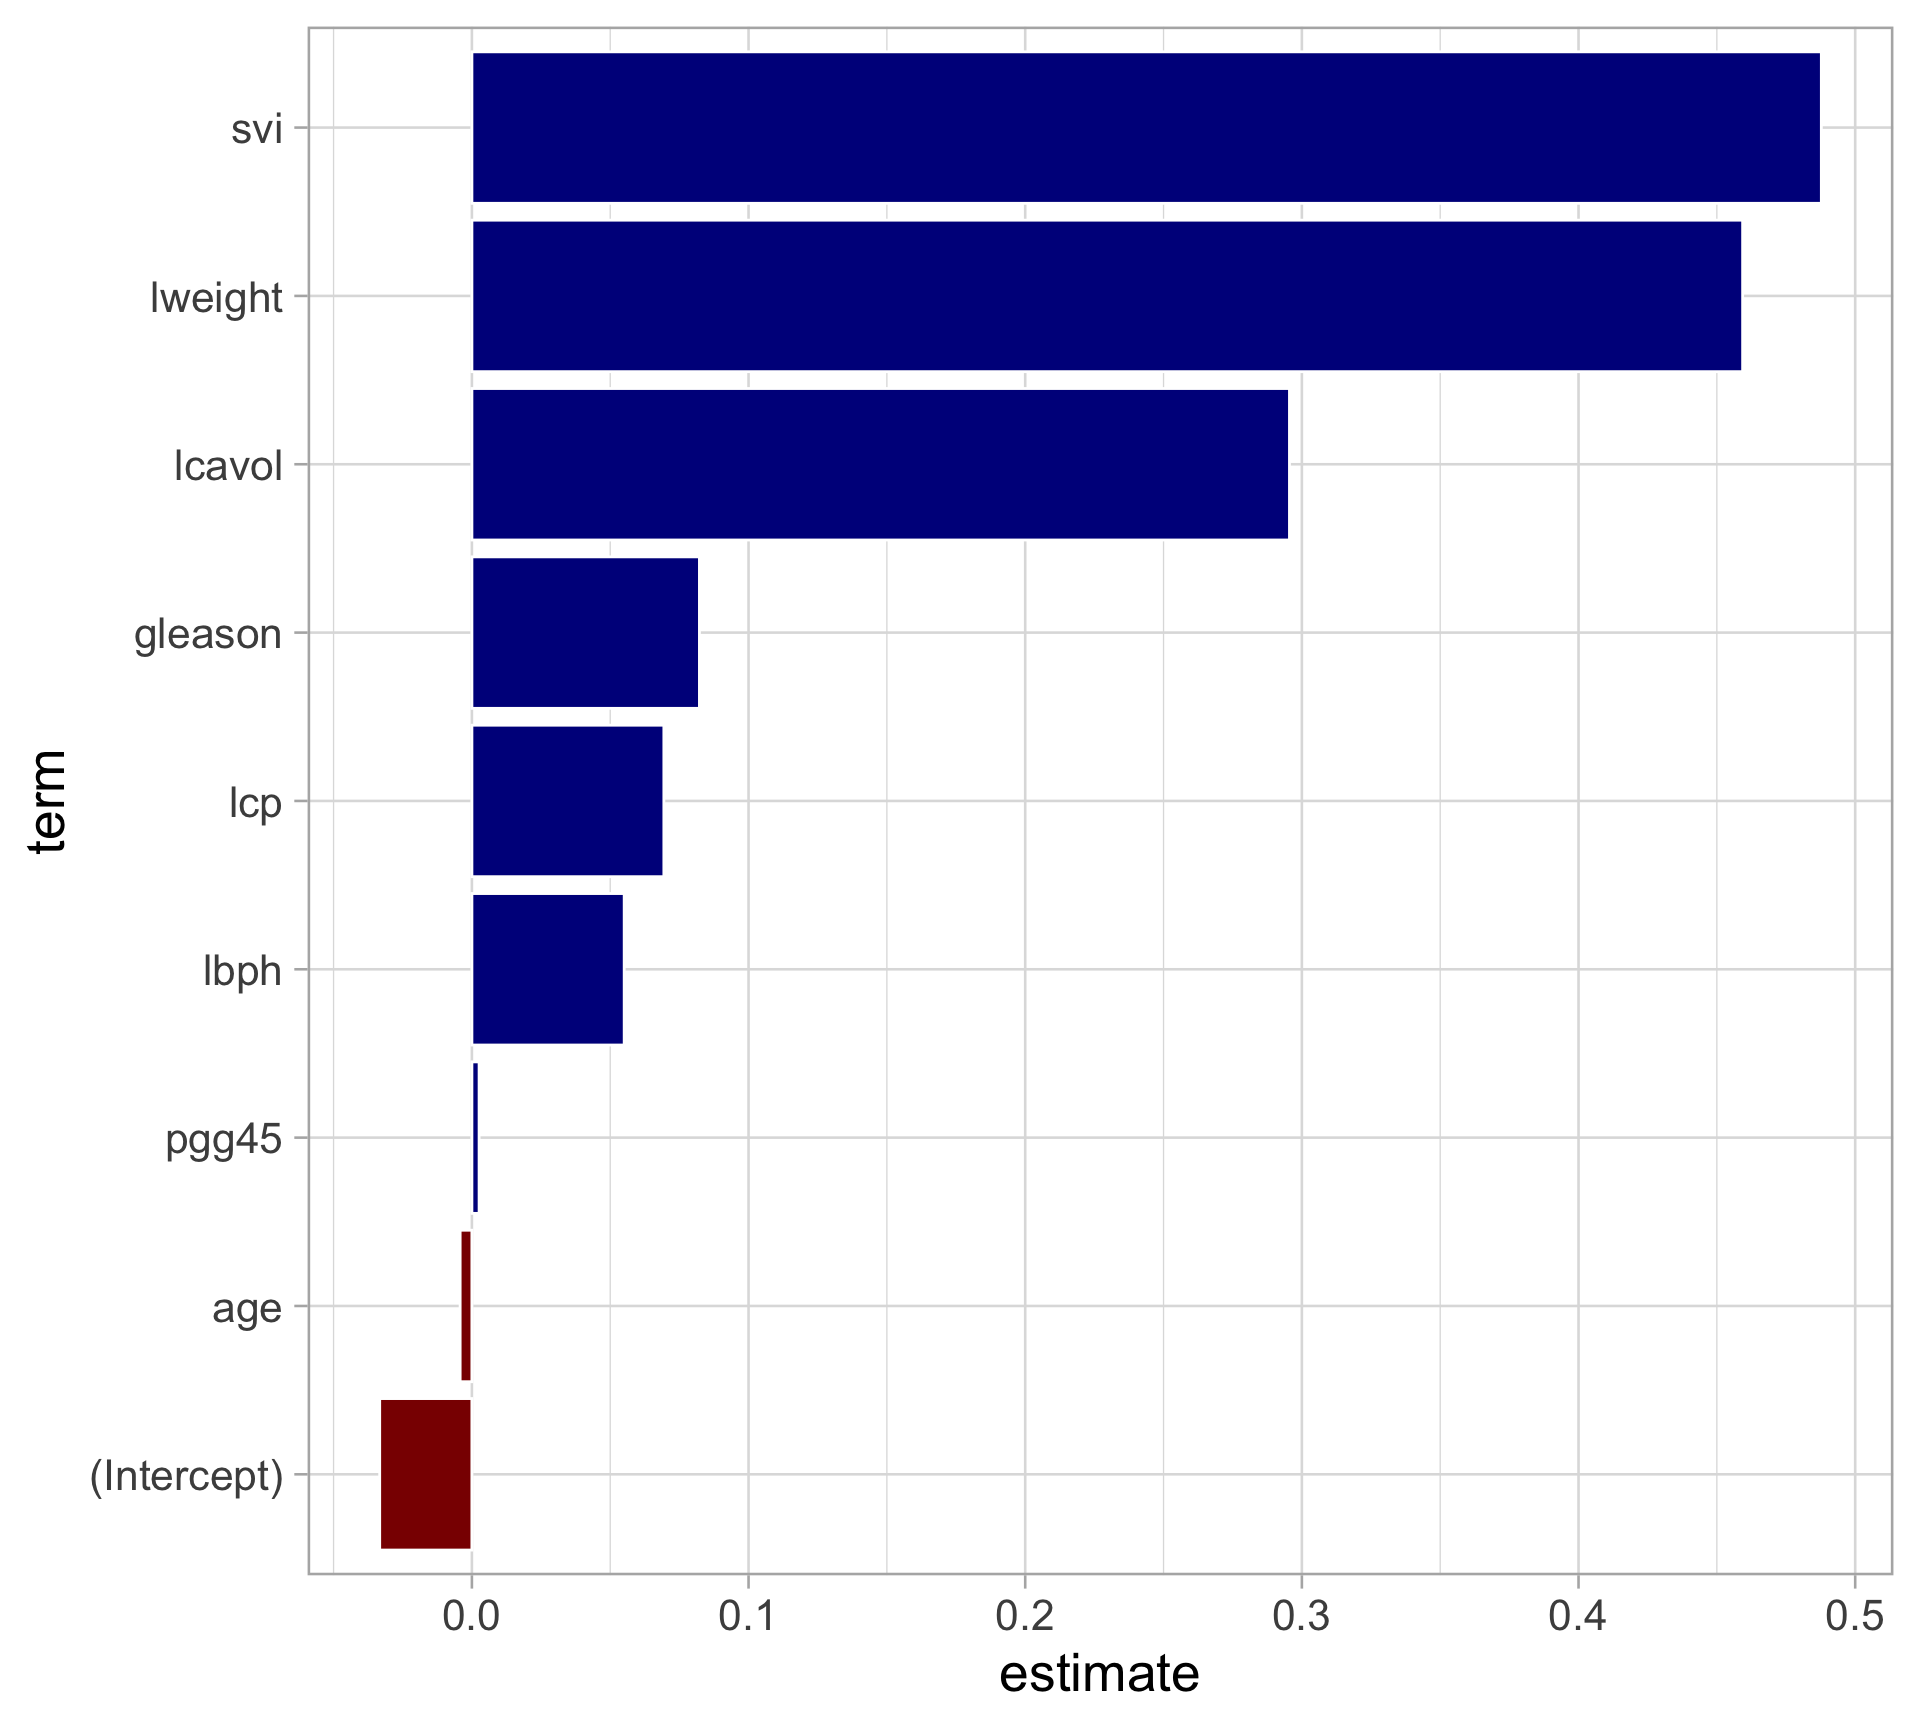 svi
lweight
lcavol
gleason
lcp
lbph
pgg45
age
(Intercept)
term
0.0 0.1 0.2 0.3 0.4 0.5
estimate